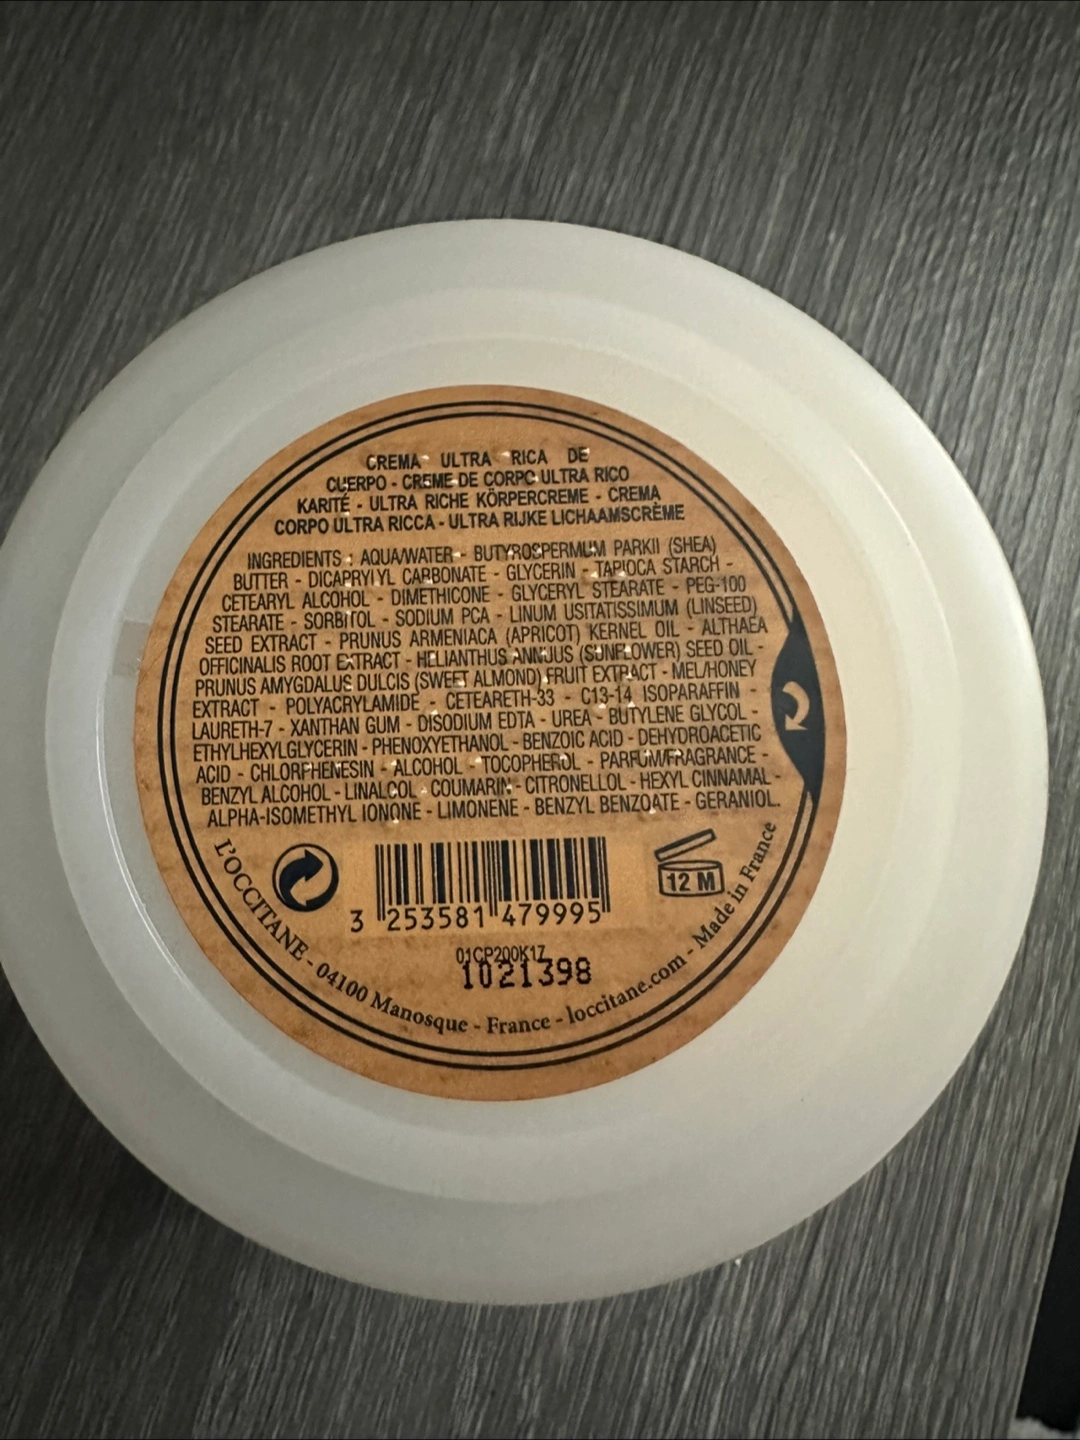 CREMA ULTRA RICA DE
CUERPO - CREME DE CORPO ULTRA RICO
KARITÉ - ULTRA RICHE KÖRPERCREME - CREMA
CORPO ULTRA RICCA - ULTRA RIJKE LICHAAMSCRÈME
INGREDIENTS : AQUA/WATER - BUTYROSPERMUM PARKII (SHEA)
BUTTER - DICAPRYLYL CARBONATE - GLYCERIN - TAPIOCA STARCH -
CETEARYL ALCOHOL - DIMETHICONE - GLYCERYL STEARATE - PEG-100
STEARATE - SORBITOL - SODIUM PCA - LINUM USITATISSIMUM (LINSEED)
SEED EXTRACT - PRUNUS ARMENIACA (APRICOT) KERNEL OIL - ALTHAEA
OFFICINALIS ROOT EXTRACT - HELIANTHUS ANNUUS (SUNFLOWER) SEED OIL -
PRUNUS AMYGDALUS DULCIS (SWEET ALMOND) FRUIT EXTRACT - MEL/HONEY
EXTRACT - POLYACRYLAMIDE - CETEARETH-33 - C13-14 ISOPARAFFIN -
LAURETH-7 - XANTHAN GUM - DISODIUM EDTA - UREA - BUTYLENE GLYCOL -
ETHYLHEXYLGLYCERIN - PHENOXYETHANOL - BENZOIC ACID - DEHYDROACETIC
ACID - CHLORPHENESIN - ALCOHOL - TOCOPHEROL - PARFUM/FRAGRANCE -
BENZYL ALCOHOL - LINALOOL - COUMARIN - CITRONELLOL - HEXYL CINNAMAL -
ALPHA-ISOMETHYL IONONE - LIMONENE - BENZYL BENZOATE - GERANIOL.
12 M
3 253581 479995
01CP200K17
1021398
L'OCCITANE - 04100 Manosque - France - loccitane.com - Made in France